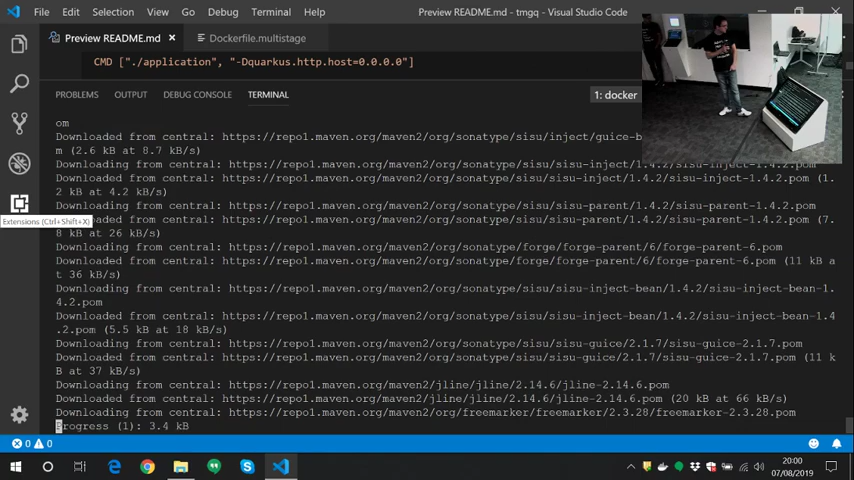 File Edit Selection View Go Debug Terminal Help Preview README.md - tmgq - Visual Studio Code
Preview README.md Dockerfile.multistage
CMD ["./application", "-Dquarkus.http.host=0.0.0.0"]
PROBLEMS OUTPUT DEBUG CONSOLE TERMINAL 1: docker
om
Downloaded from central: https://repo1.maven.org/maven2/org/sonatype/sisu/inject/guice-b
m (2.6 kB at 8.7 kB/s)
Downloading from central: https://repo1.maven.org/maven2/org/sonatype/sisu/sisu-inject/1.4.2/sisu-inject-1.4.2.pom
Downloaded from central: https://repo1.maven.org/maven2/org/sonatype/sisu/sisu-inject/1.4.2/sisu-inject-1.4.2.pom (1.
2 kB at 4.2 kB/s)
Downloading from central: https://repo1.maven.org/maven2/org/sonatype/sisu/sisu-parent/1.4.2/sisu-parent-1.4.2.pom
Extensions (Ctrl+Shift+X)
aded from central: https://repo1.maven.org/maven2/org/sonatype/sisu/sisu-parent/1.4.2/sisu-parent-1.4.2.pom (7.
8 kB at 26 kB/s)
Downloading from central: https://repo1.maven.org/maven2/org/sonatype/forge/forge-parent/6/forge-parent-6.pom
Downloaded from central: https://repo1.maven.org/maven2/org/sonatype/forge/forge-parent/6/forge-parent-6.pom (11 kB a
t 36 kB/s)
Downloading from central: https://repo1.maven.org/maven2/org/sonatype/sisu/sisu-inject-bean/1.4.2/sisu-inject-bean-1.
4.2.pom
Downloaded from central: https://repo1.maven.org/maven2/org/sonatype/sisu/sisu-inject-bean/1.4.2/sisu-inject-bean-1.4
.2.pom (5.5 kB at 18 kB/s)
Downloading from central: https://repo1.maven.org/maven2/org/sonatype/sisu/sisu-guice/2.1.7/sisu-guice-2.1.7.pom
Downloaded from central: https://repo1.maven.org/maven2/org/sonatype/sisu/sisu-guice/2.1.7/sisu-guice-2.1.7.pom (11 k
B at 37 kB/s)
Downloading from central: https://repo1.maven.org/maven2/jline/jline/2.14.6/jline-2.14.6.pom
Downloaded from central: https://repo1.maven.org/maven2/jline/jline/2.14.6/jline-2.14.6.pom (20 kB at 66 kB/s)
Downloading from central: https://repo1.maven.org/maven2/org/freemarker/freemarker/2.3.28/freemarker-2.3.28.pom
Progress (1): 3.4 kB
0 0
20:00
07/08/2019